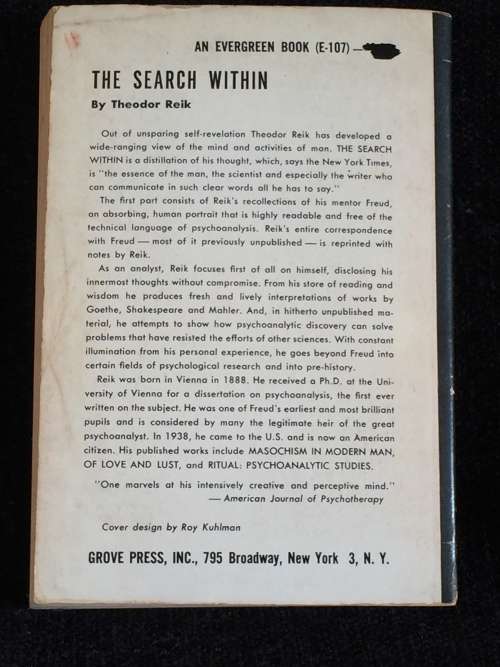 AN EVERGREEN BOOK (E-107) —
THE SEARCH WITHIN
By Theodor Reik
Out of unsparing self-revelation Theodor Reik has developed a
wide-ranging view of the mind and activities of man. THE SEARCH
WITHIN is a distillation of his thought, which, says the New York Times,
is "the essence of the man, the scientist and especially the writer who
can communicate in such clear words all he has to say."
The first part consists of Reik's recollections of his mentor Freud,
an absorbing, human portrait that is highly readable and free of the
technical language of psychoanalysis. Reik's entire correspondence
with Freud — most of it previously unpublished — is reprinted with
notes by Reik.
As an analyst, Reik focuses first of all on himself, disclosing his
innermost thoughts without compromise. From his store of reading and
wisdom he produces fresh and lively interpretations of works by
Goethe, Shakespeare and Mahler. And, in hitherto unpublished ma-
terial, he attempts to show how psychoanalytic discovery can solve
problems that have resisted the efforts of other sciences. With constant
illumination from his personal experience, he goes beyond Freud into
certain fields of psychological research and into pre-history.
Reik was born in Vienna in 1888. He received a Ph.D. at the Uni-
versity of Vienna for a dissertation on psychoanalysis, the first ever
written on the subject. He was one of Freud's earliest and most brilliant
pupils and is considered by many the legitimate heir of the great
psychoanalyst. In 1938, he came to the U.S. and is now an American
citizen. His published works include MASOCHISM IN MODERN MAN,
OF LOVE AND LUST, and RITUAL: PSYCHOANALYTIC STUDIES.
"One marvels at his intensively creative and perceptive mind."
— American Journal of Psychotherapy
Cover design by Roy Kuhlman
GROVE PRESS, INC., 795 Broadway, New York 3, N. Y.